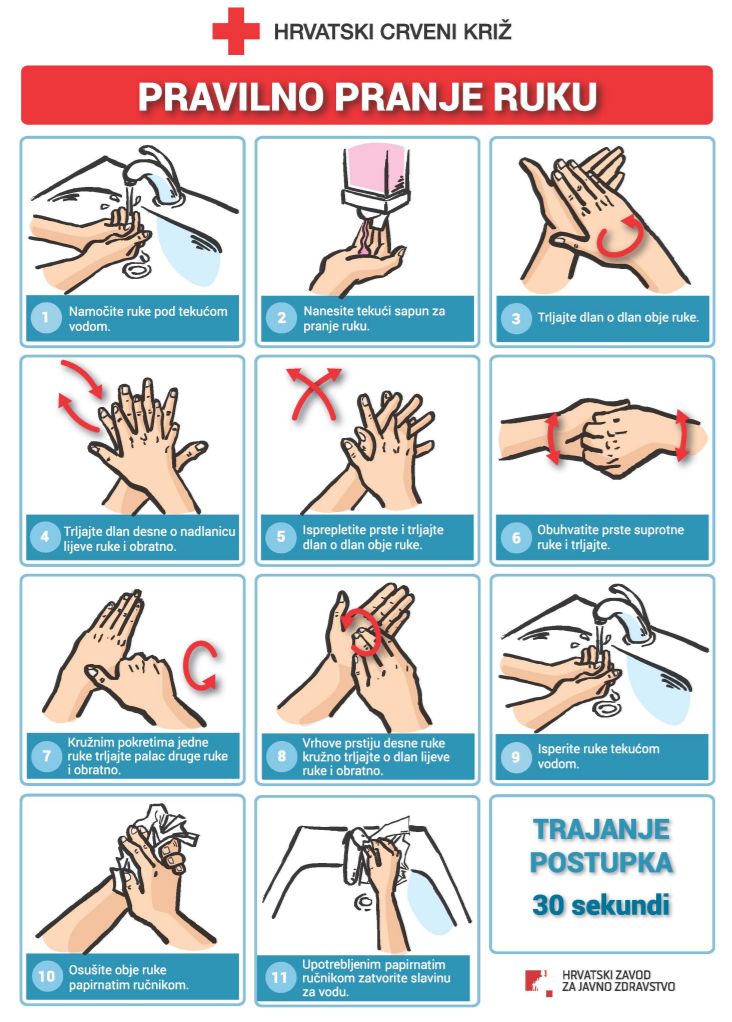 HRVATSKI CRVENI KRIŽ
PRAVILNO PRANJE RUKU
1
Namočite ruke pod tekućom
vodom.
2
Nanesite tekući sapun za
pranje ruku.
3
Trljajte dlan o dlan obje ruke.
4
Trljajte dlan desne o nadlanicu
lijeve ruke i obratno.
5
Isprepletite prste i trljajte
dlan o dlan obje ruke.
6
Obuhvatite prste suprotne
ruke i trljajte.
7
Kružnim pokretima jedne
ruke trljajte palac druge ruke
i obratno.
8
Vrhove prstiju desne ruke
kružno trljajte o dlan lijeve
ruke i obratno.
9
Isperite ruke tekućom
vodom.
10
Osušite obje ruke
papirnatim ručnikom.
11
Upotrebljenim papirnatim
ručnikom zatvorite slavinu
za vodu.
TRAJANJE
POSTUPKA
30 sekundi
HRVATSKI ZAVOD
ZA JAVNO ZDRAVSTVO